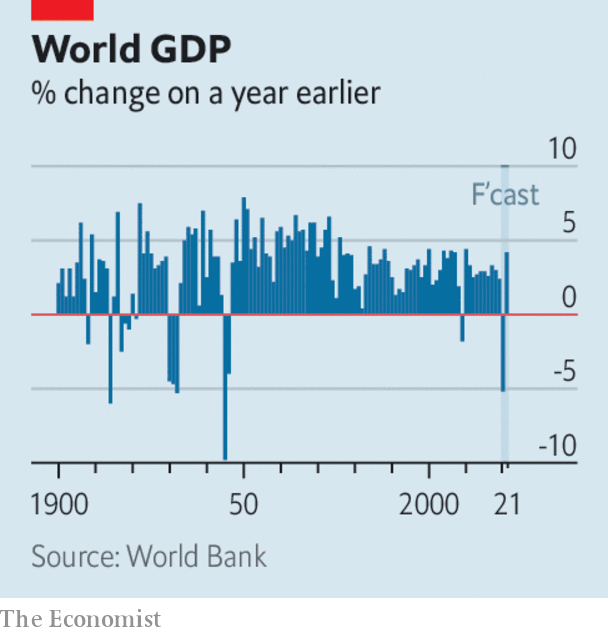 World GDP
% change on a year earlier
10
F’cast
5
0
-5
-10
1900 50 2000 21
Source: World Bank
The Economist